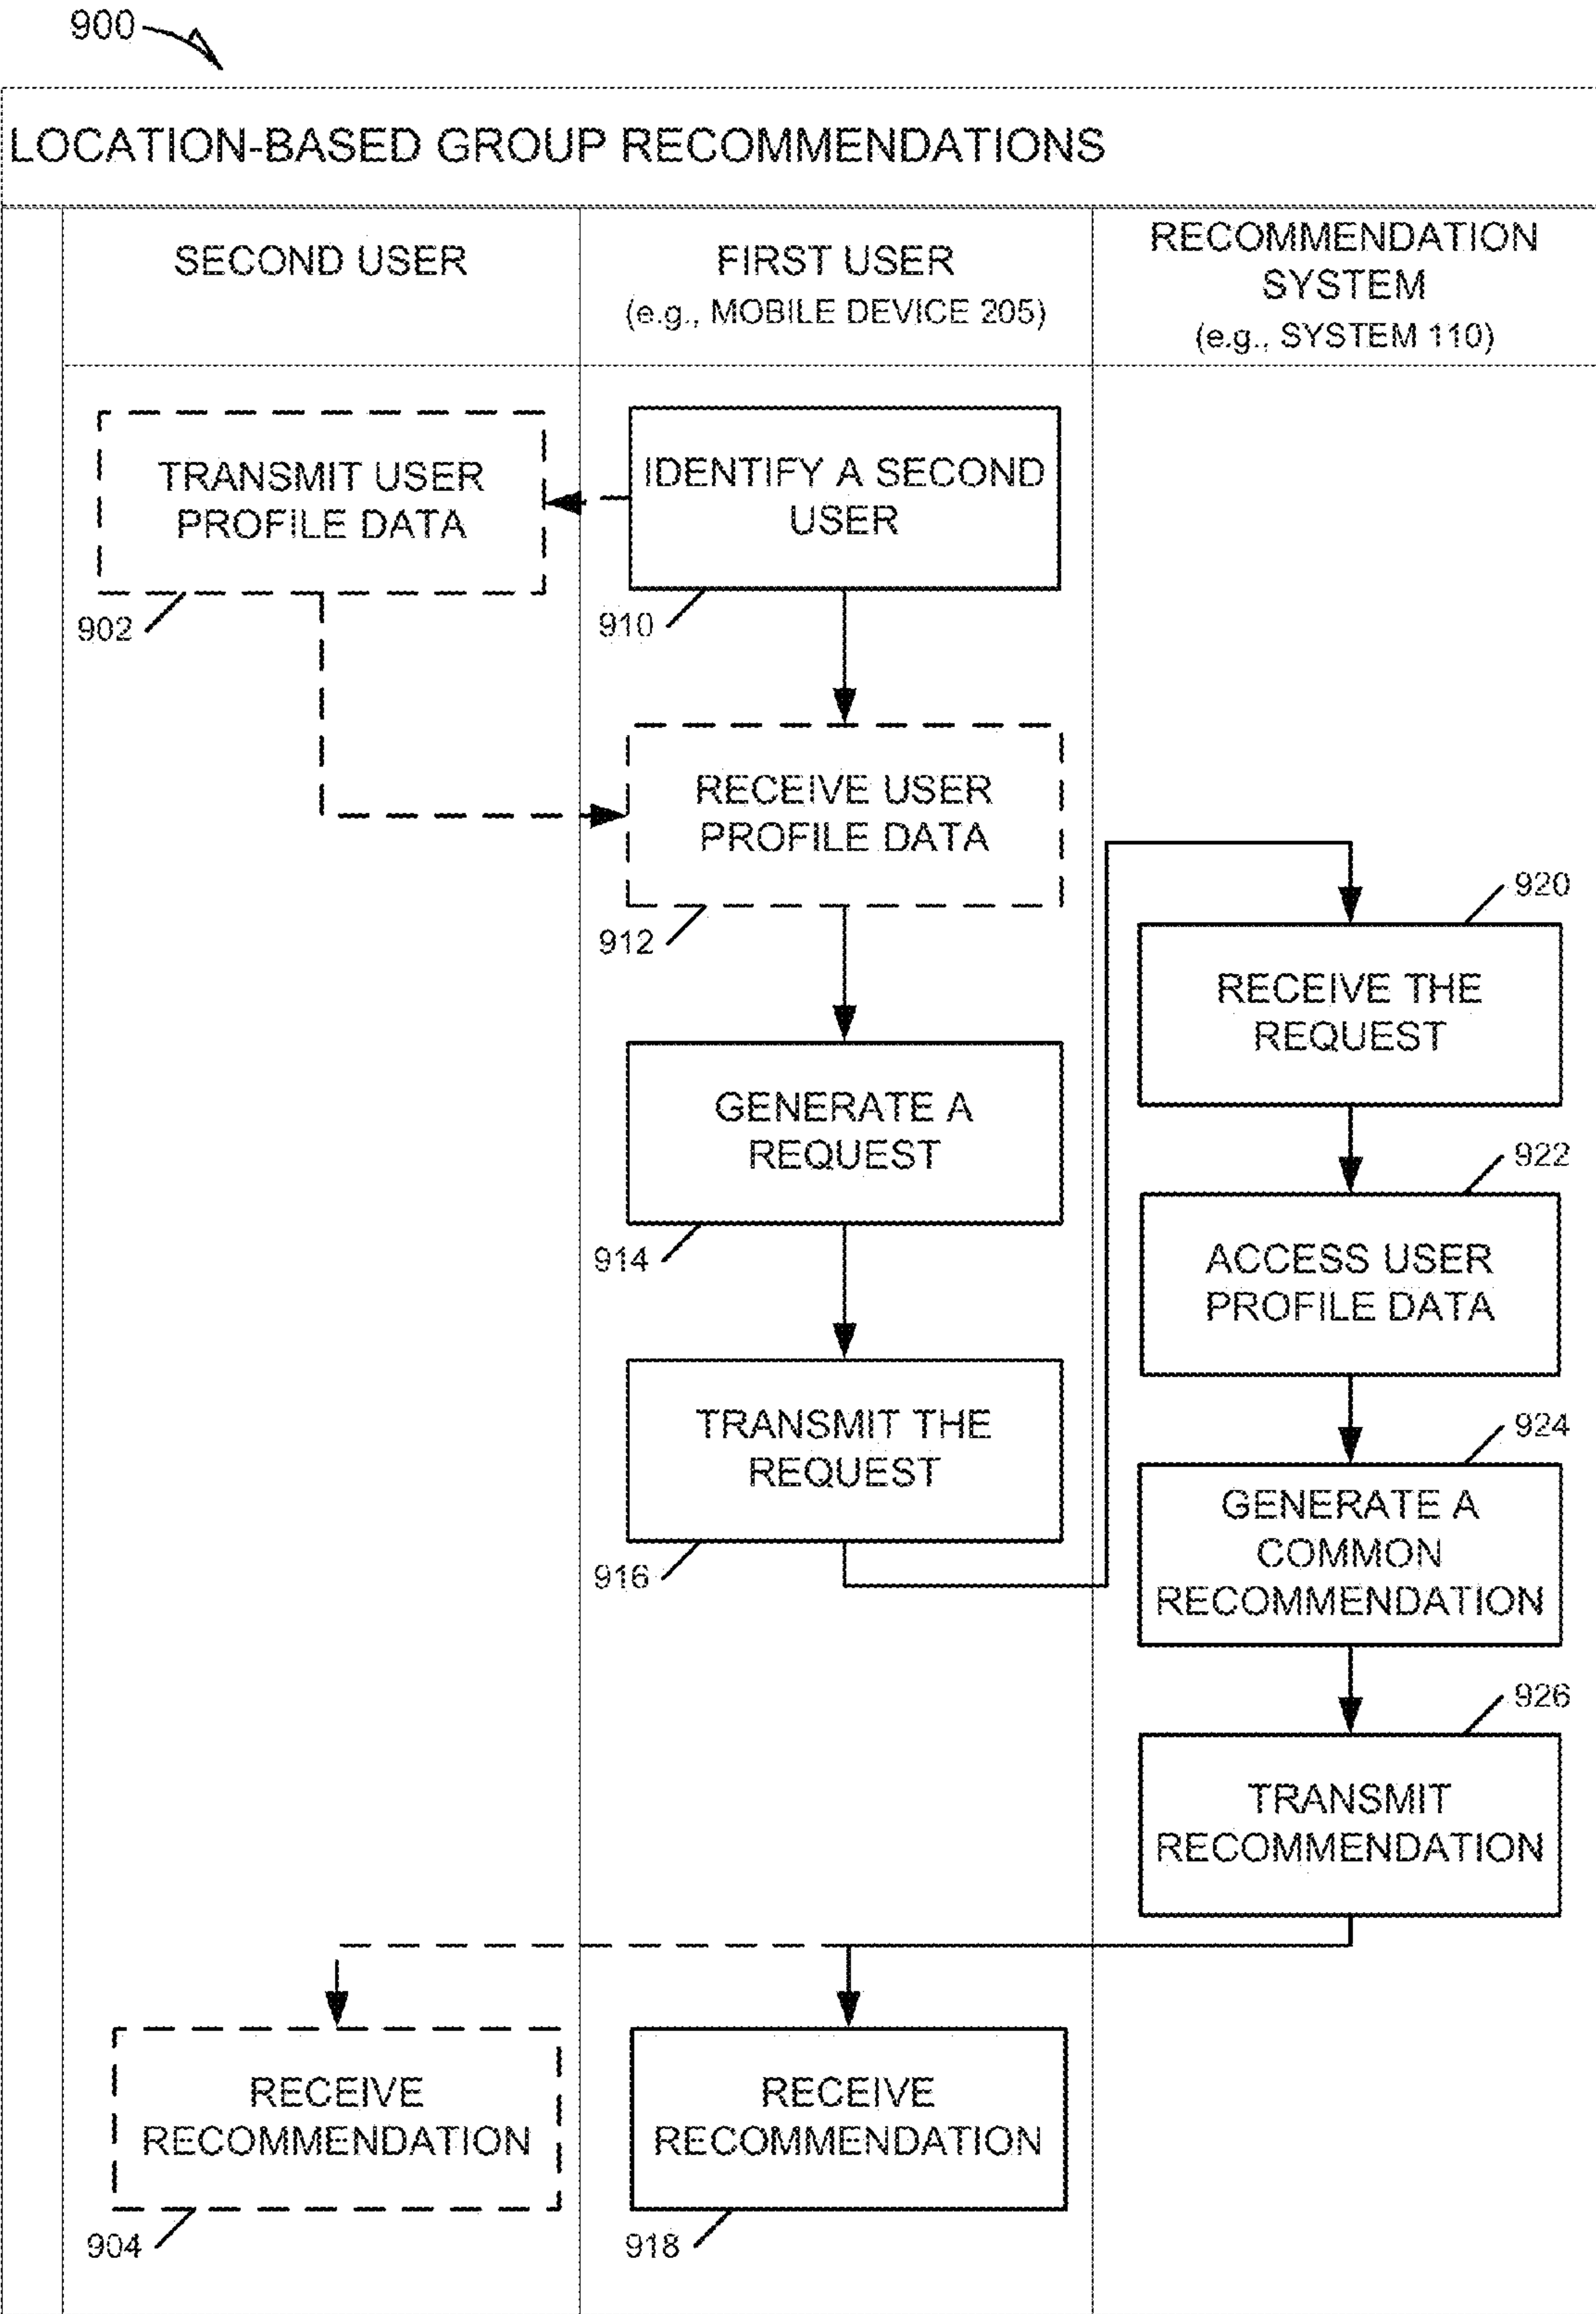 900
LOCATION-BASED GROUP RECOMMENDATIONS
SECOND USER
FIRST USER
(e.g., MOBILE DEVICE 205)
RECOMMENDATION
SYSTEM
(e.g., SYSTEM 110)
TRANSMIT USER
PROFILE DATA
902
IDENTIFY A SECOND
USER
910
RECEIVE USER
PROFILE DATA
912
GENERATE A
REQUEST
914
TRANSMIT THE
REQUEST
916
920
RECEIVE THE
REQUEST
922
ACCESS USER
PROFILE DATA
924
GENERATE A
COMMON
RECOMMENDATION
926
TRANSMIT
RECOMMENDATION
RECEIVE
RECOMMENDATION
904
RECEIVE
RECOMMENDATION
918